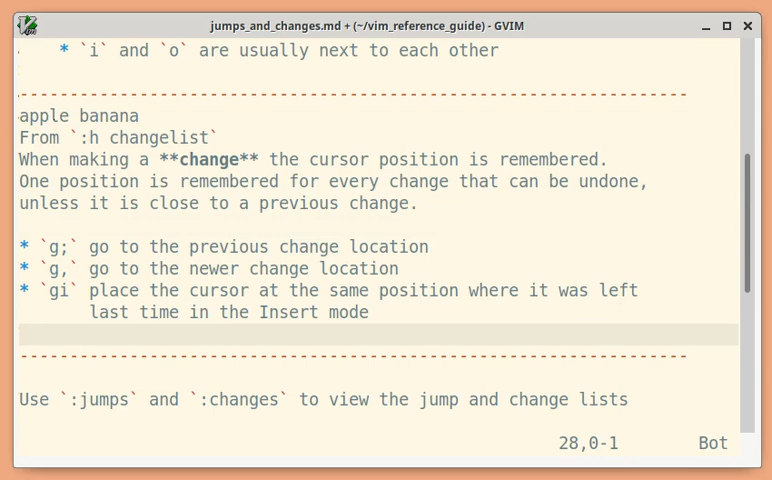 jumps_and_changes.md + (~/vim_reference_guide) - GVIM
* `i` and `o` are usually next to each other
-------------------------------------------------------------------
apple banana
From `:h changelist`
When making a **change** the cursor position is remembered.
One position is remembered for every change that can be undone,
unless it is close to a previous change.
* `g;` go to the previous change location
* `g,` go to the newer change location
* `gi` place the cursor at the same position where it was left
last time in the Insert mode
-------------------------------------------------------------------
Use `:jumps` and `:changes` to view the jump and change lists
28,0-1 Bot